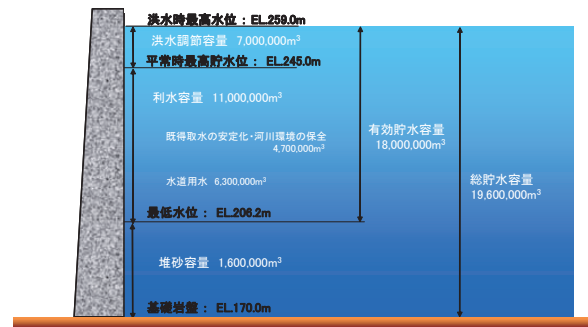 洪水時最高水位 : EL.259.0m
洪水調節容量 7,000,000m³
平常時最高貯水位 : EL.245.0m
利水容量 11,000,000m³
既得取水の安定化・河川環境の保全
4,700,000m³
有効貯水容量
18,000,000m³
水道用水 6,300,000m³
総貯水容量
19,600,000m³
最低水位 : EL.206.2m
堆砂容量 1,600,000m³
基礎岩盤 : EL.170.0m